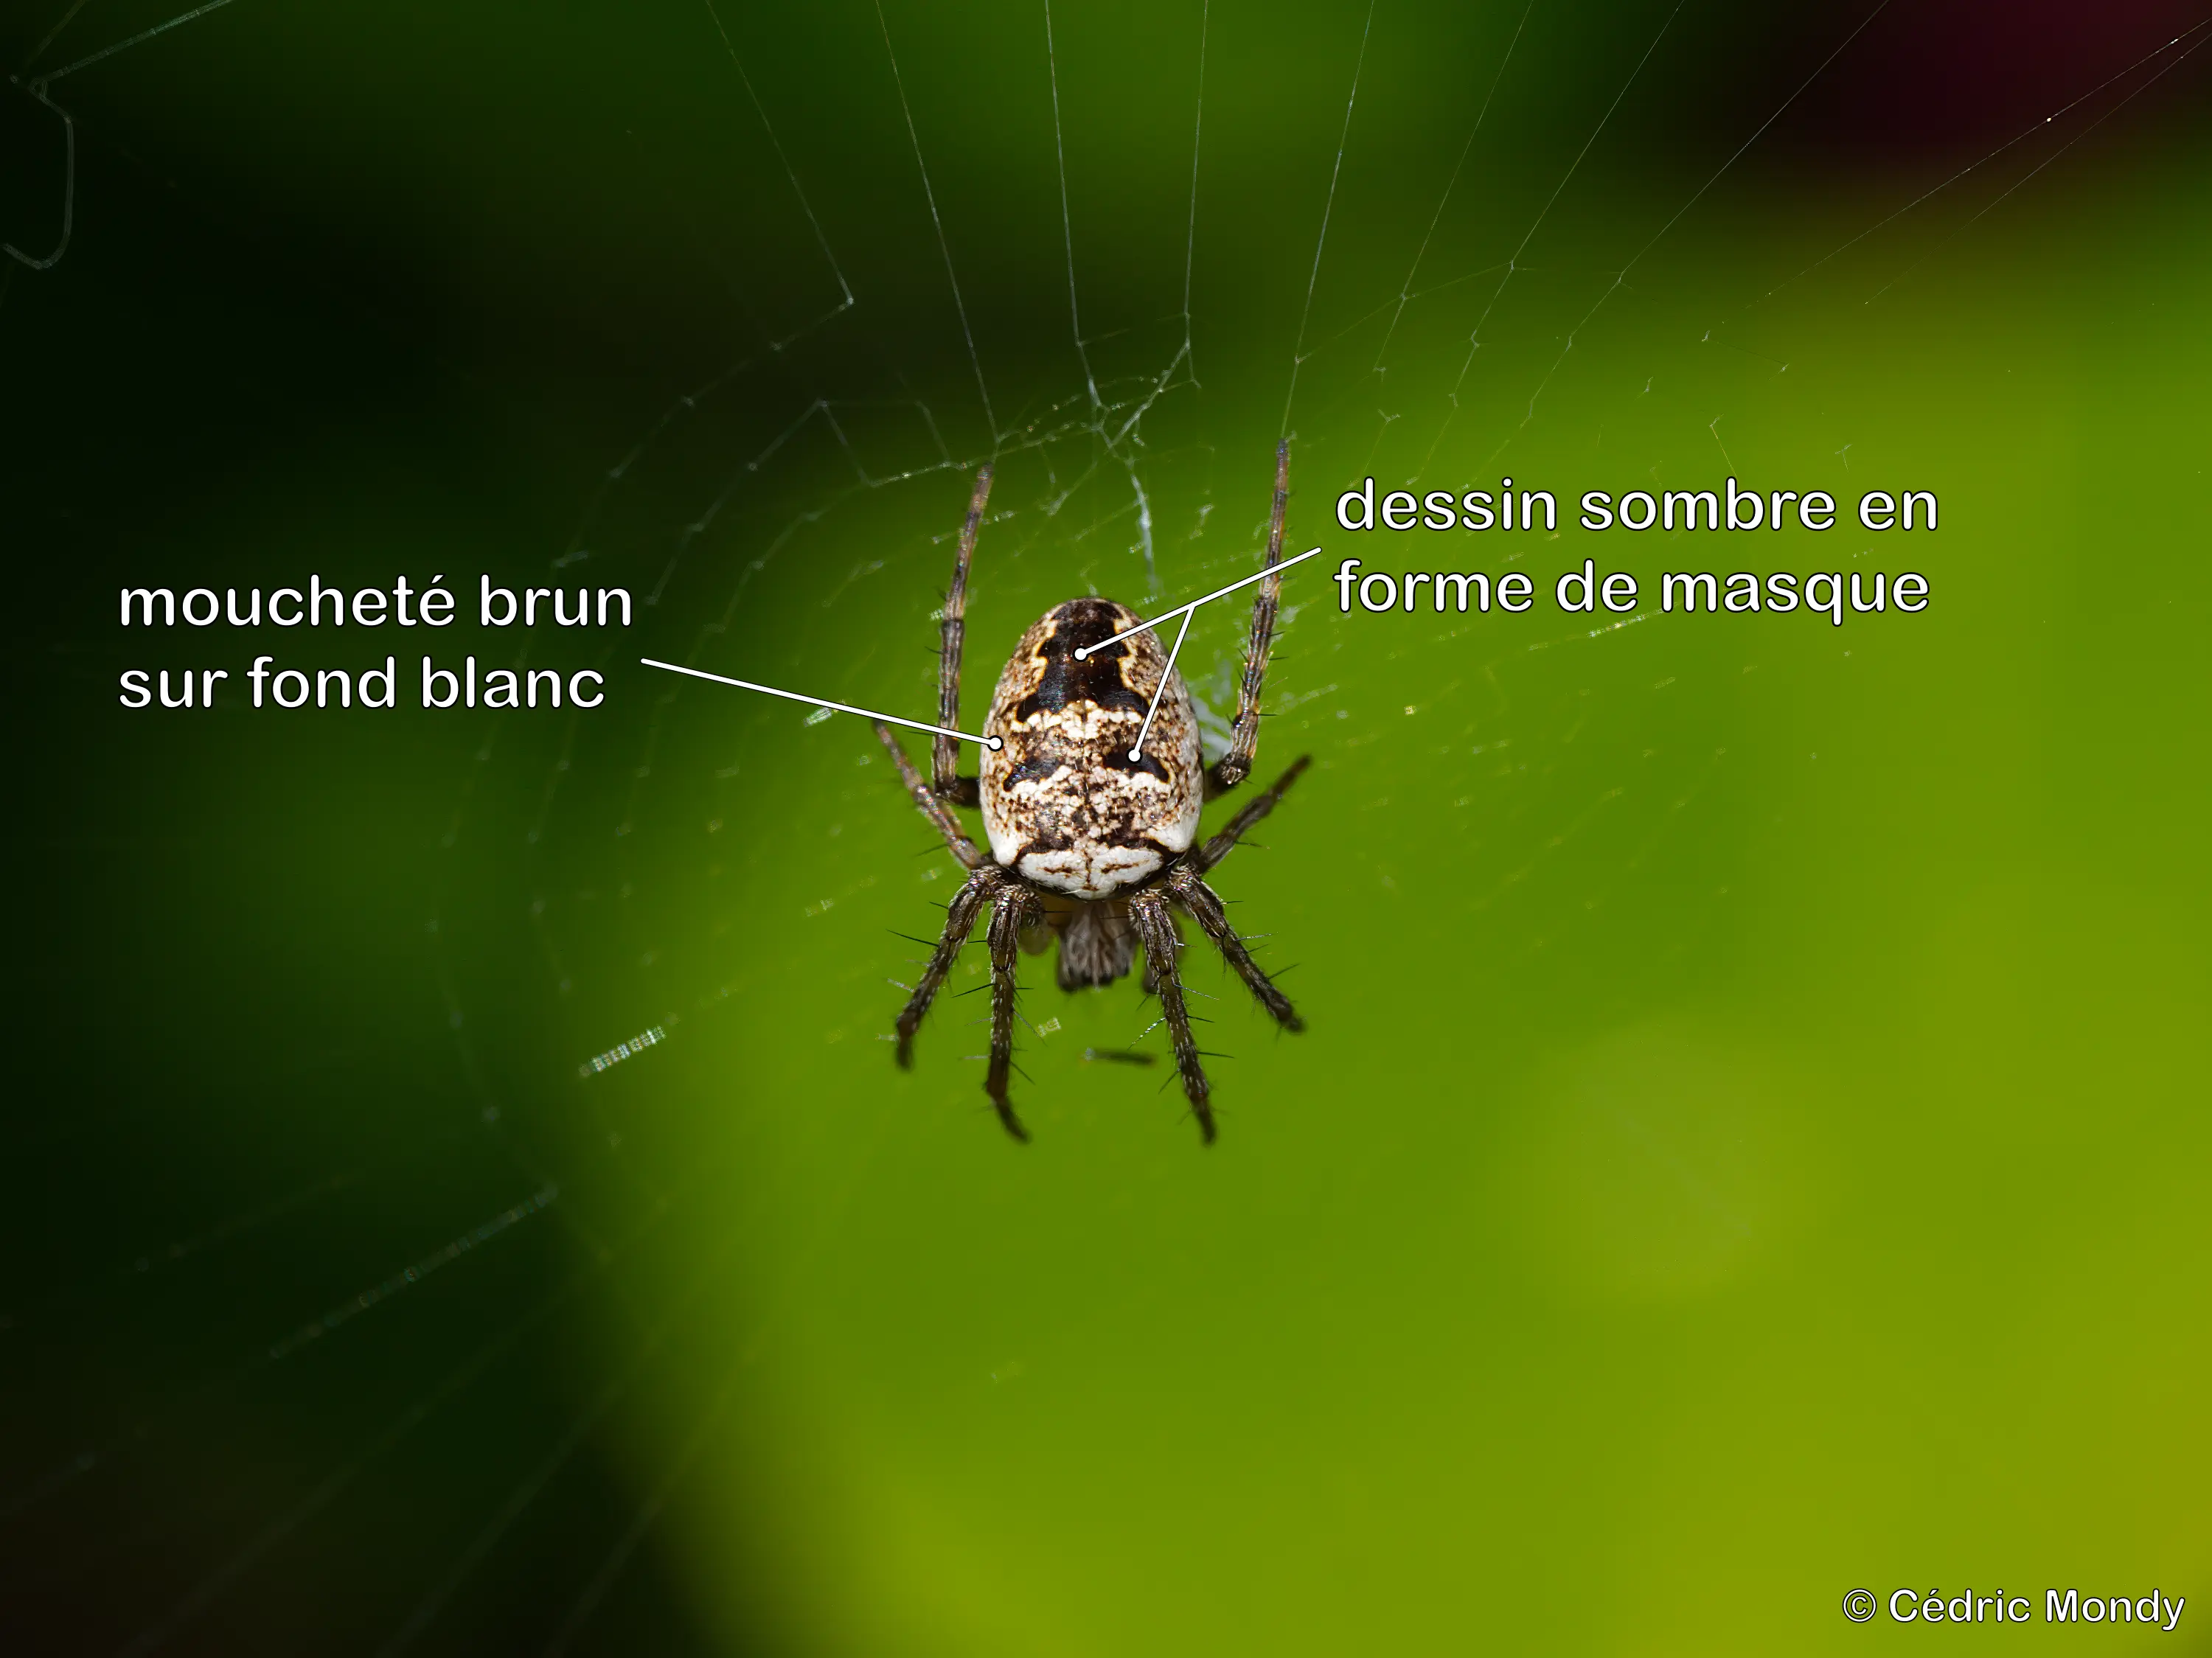 dessin sombre en
forme de masque
moucheté brun
sur fond blanc
© Cédric Mondy